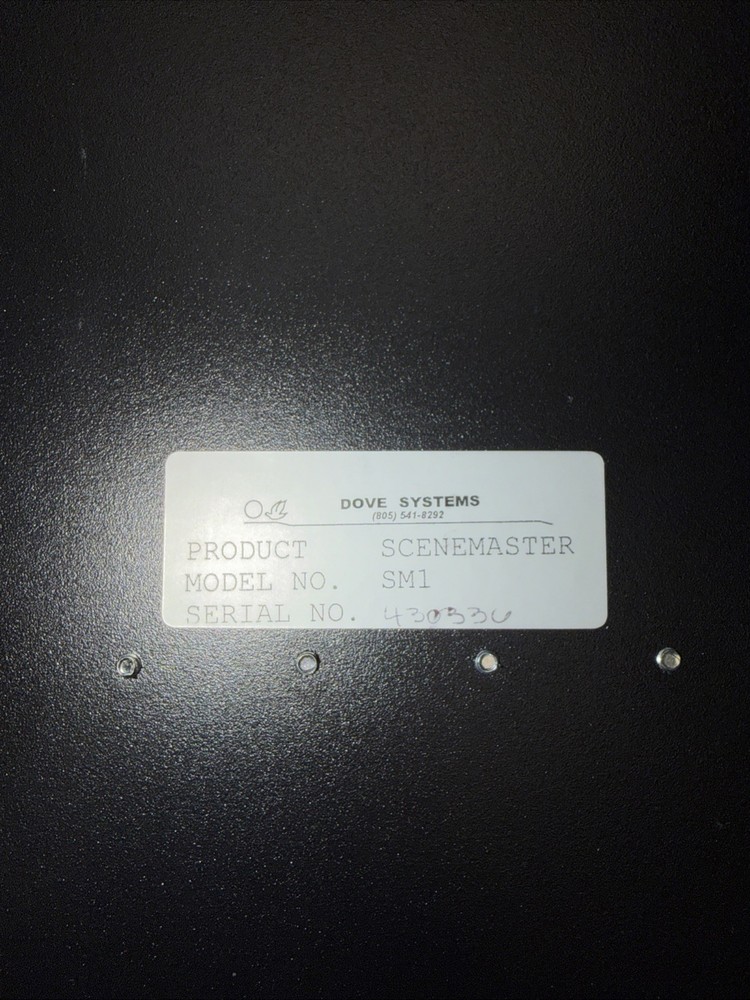 DOVE SYSTEMS
(805) 541-8292
PRODUCT SCENEMASTER
MODEL NO. SM1
SERIAL NO. 430336